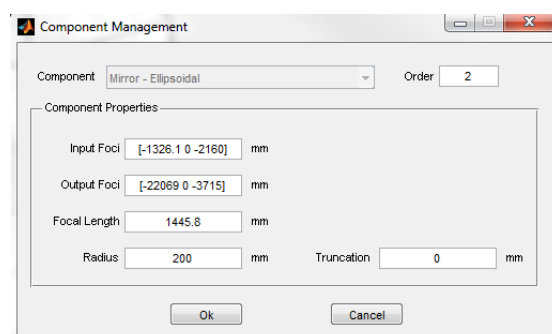 Component Management
Component Mirror - Ellipsoidal Order 2
Component Properties
Input Foci [-1326.1 0 -2160] mm
Output Foci [-22069 0 -3715] mm
Focal Length 1445.8 mm
Radius 200 mm Truncation 0 mm
Ok Cancel